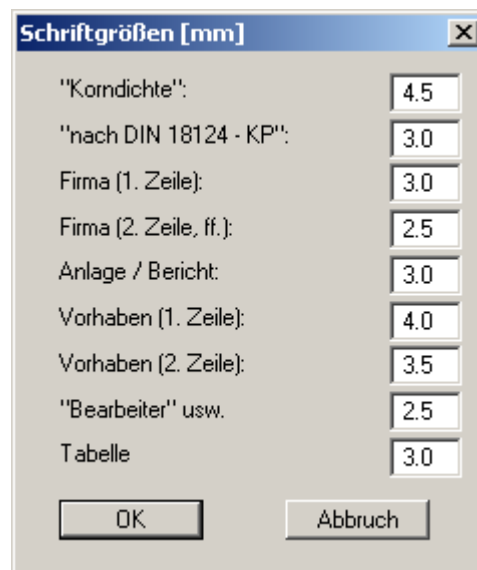 Schriftgrößen [mm]
"Korndichte": 4.5
"nach DIN 18124 - KP": 3.0
Firma (1. Zeile): 3.0
Firma (2. Zeile, ff.): 2.5
Anlage / Bericht: 3.0
Vorhaben (1. Zeile): 4.0
Vorhaben (2. Zeile): 3.5
"Bearbeiter" usw. 2.5
Tabelle 3.0
OK Abbruch